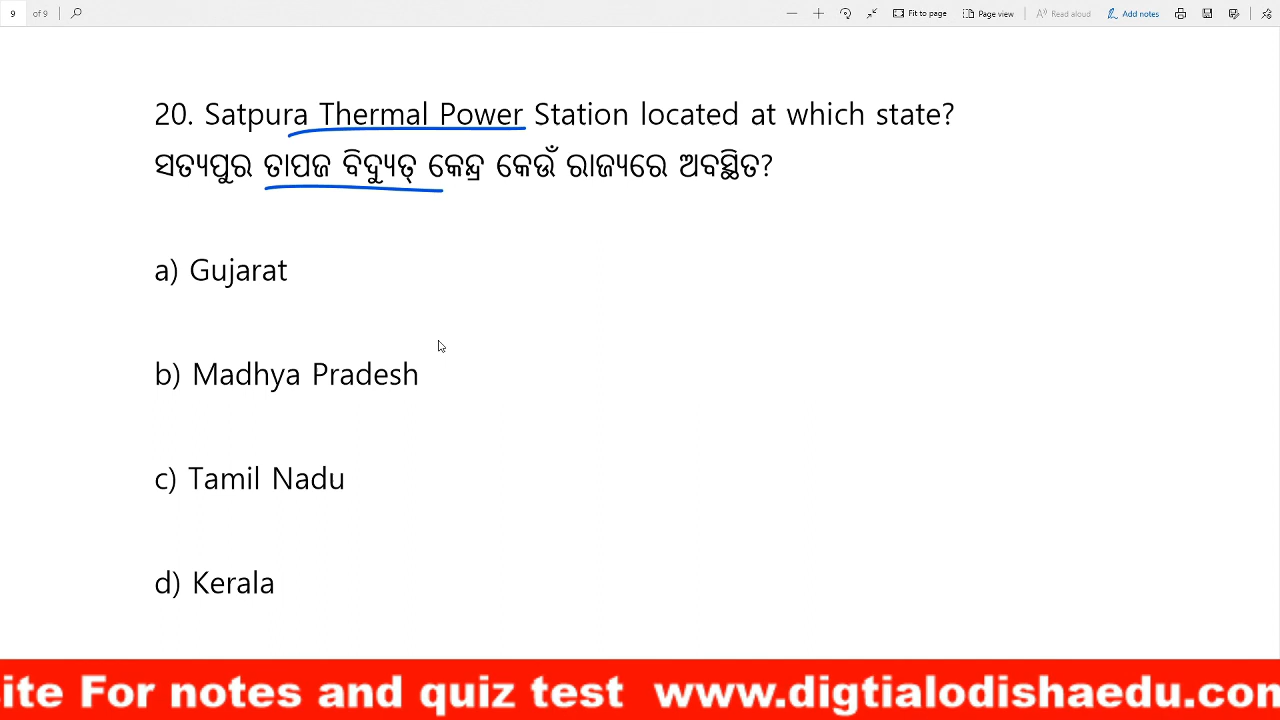 9 of 9 Fit to page Page view Read aloud Add notes
20. Satpura Thermal Power Station located at which state?
ସତ୍ୟପୁର ତାପଜ ବିଦ୍ୟୁତ୍ କେନ୍ଦ୍ର କେଉଁ ରାଜ୍ୟରେ ଅବସ୍ଥିତ?
a) Gujarat
b) Madhya Pradesh
c) Tamil Nadu
d) Kerala
ite For notes and quiz test www.digtialodishaedu.con